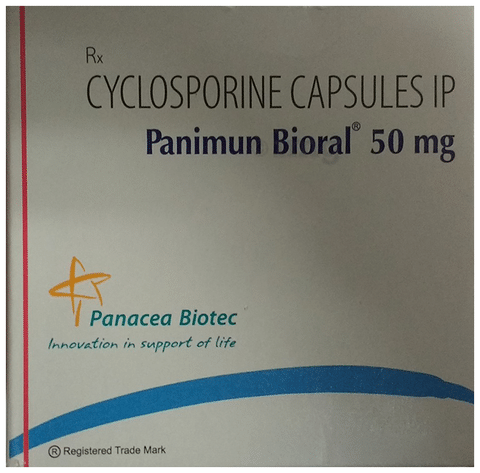 Rx
CYCLOSPORINE CAPSULES IP
Panimun Bioral® 50 mg
Panacea Biotec
Innovation in support of life
® Registered Trade Mark